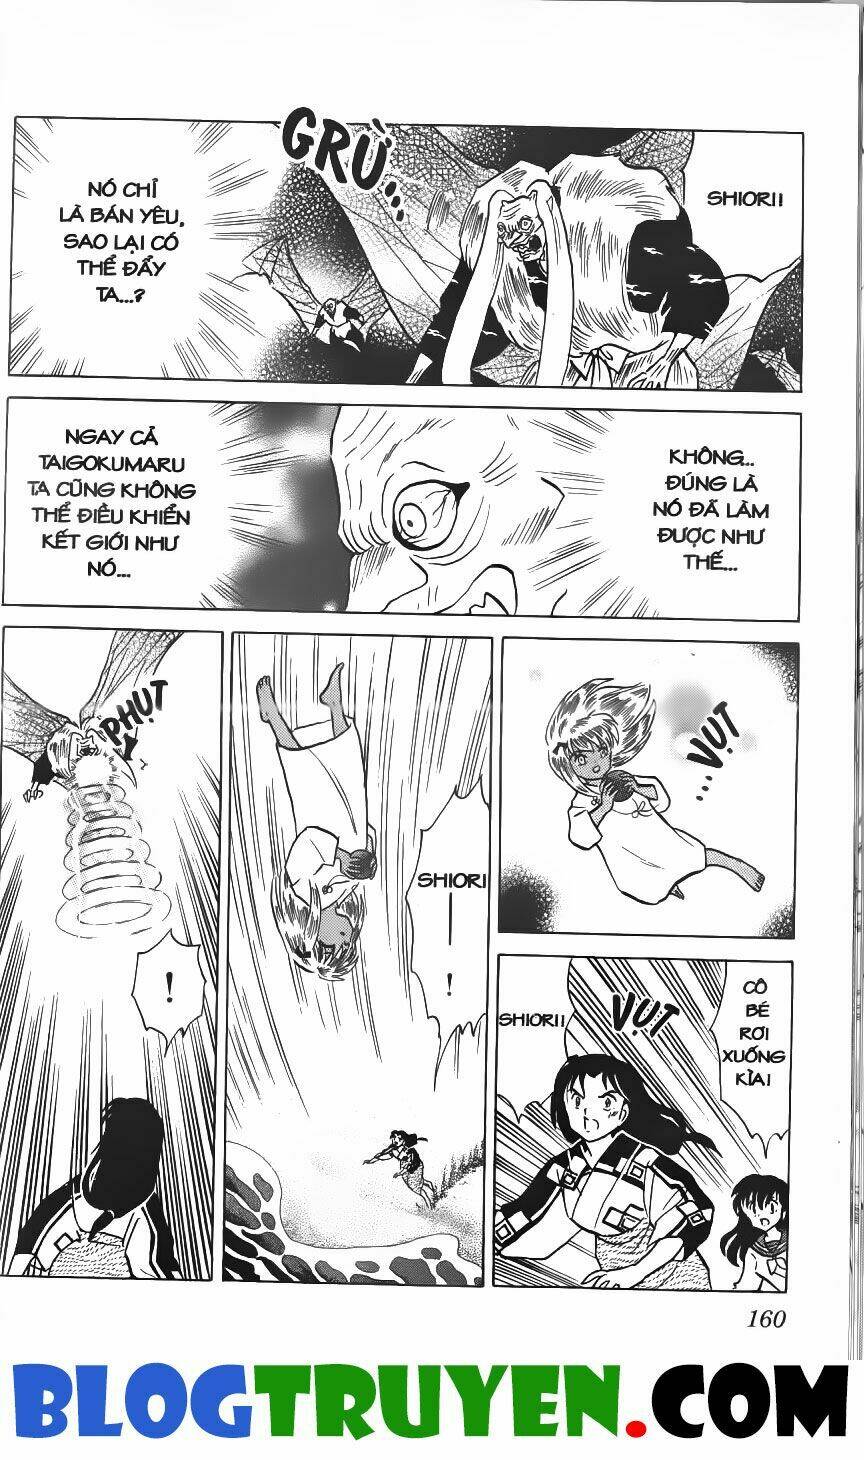 SHIORI!
GRỪ...
NÓ CHỈ
LÀ BÁN YÊU,
SAO LẠI CÓ
THỂ ĐẨY
TA...?
KHÔNG...
ĐÚNG LÀ
NÓ ĐÃ LÀM
ĐƯỢC NHƯ
THẾ...
NGAY CẢ
TAIGOKUMARU
TA CŨNG KHÔNG
THỂ ĐIỀU KHIỂN
KẾT GIỚI NHƯ
NÓ...
VỤT
...
CÔ
BÉ
RƠI
XUỐNG
KÌA!
VỤT
SHIORI!
SHIORI
—
!
PHỤT
!
160
BLOGTRUYEN.COM